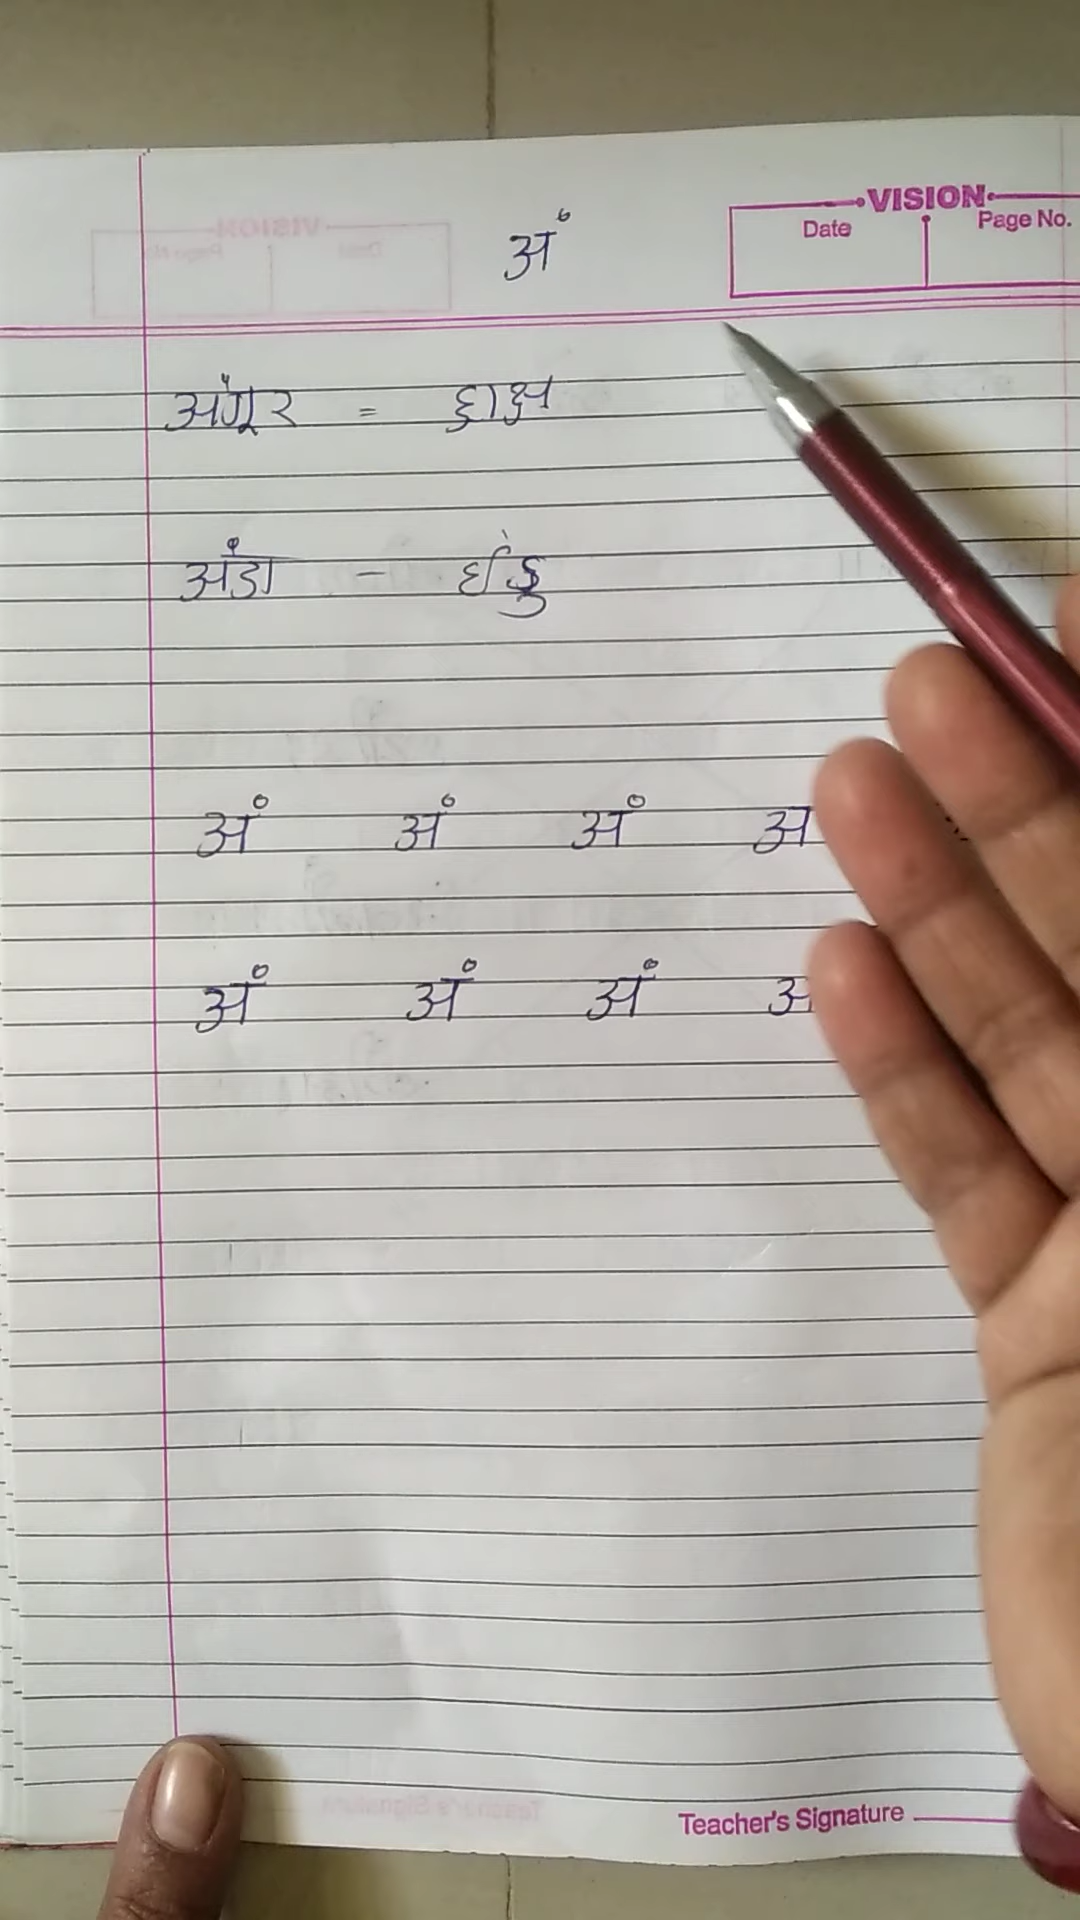 VISION
Date Page No.
अं
अंगूर = દ્રાક્ષ
अंडा - ઈંડુ
अं अं अं अ
अं अं अं अ
Teacher's Signature